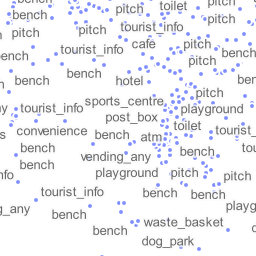 bench
pitch
toilet
pitch
bench
pitch
pitch
pitch
tourist_info
cafe
pitch
tourist_info
bench
pitch
bench
bench
hotel
bench
pitch
sports_centre
tourist_info
playground
post_box
toilet
convenience
bench
atm
tourist_
bench
vending_any
bench
bench
playground
pitch
pitch
tourist_info
bench
bench
playg
bench
waste_basket
bench
dog_park